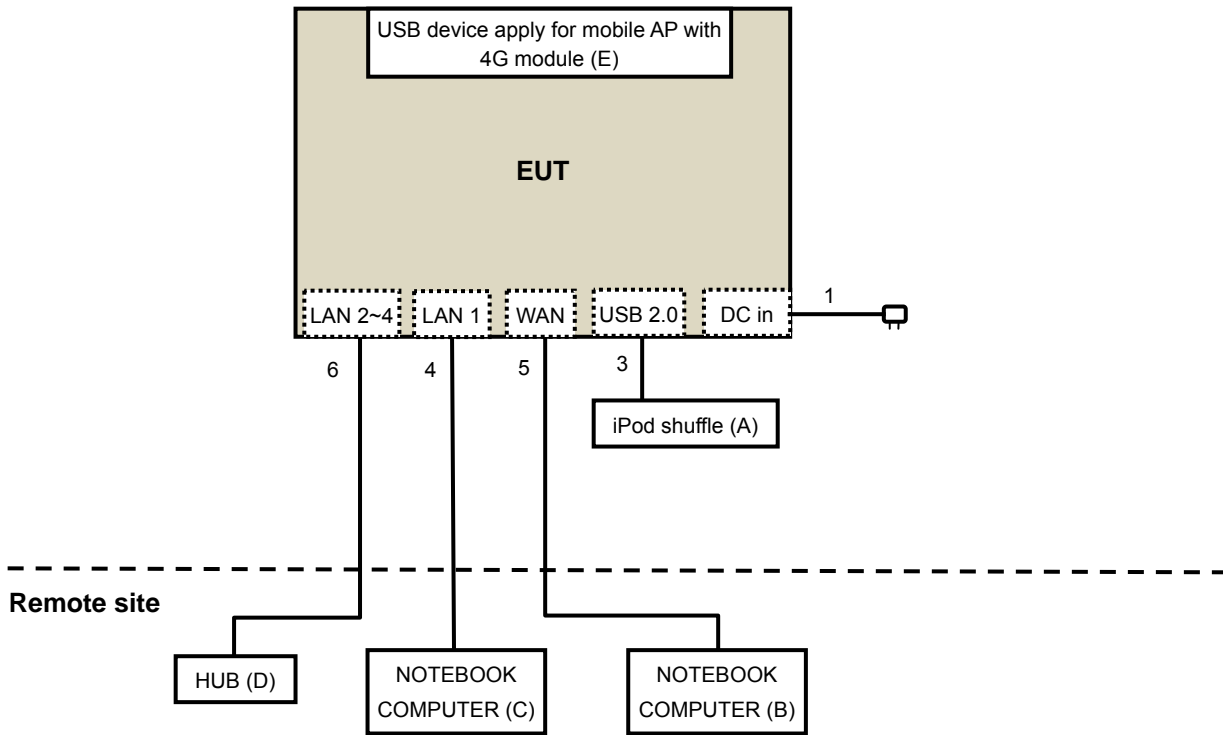 USB device apply for mobile AP with
4G module (E)
EUT
1
LAN 2~4
LAN 1
WAN
USB 2.0
DC in
6
4
5
3
iPod shuffle (A)
Remote site
HUB (D)
NOTEBOOK
COMPUTER (C)
NOTEBOOK
COMPUTER (B)